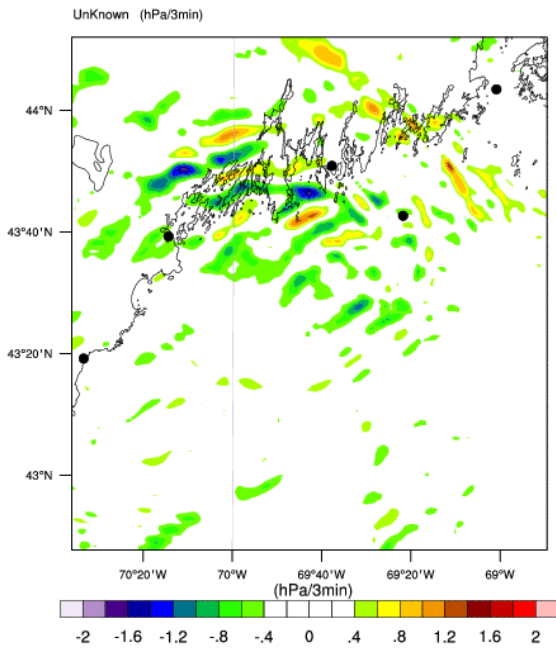 UnKnown (hPa/3min)
44°N
43°40'N
43°20'N
43°N
70°20'W 70°W 69°40'W 69°20'W 69°W
(hPa/3min)
-2 -1.6 -1.2 -.8 -.4 0 .4 .8 1.2 1.6 2